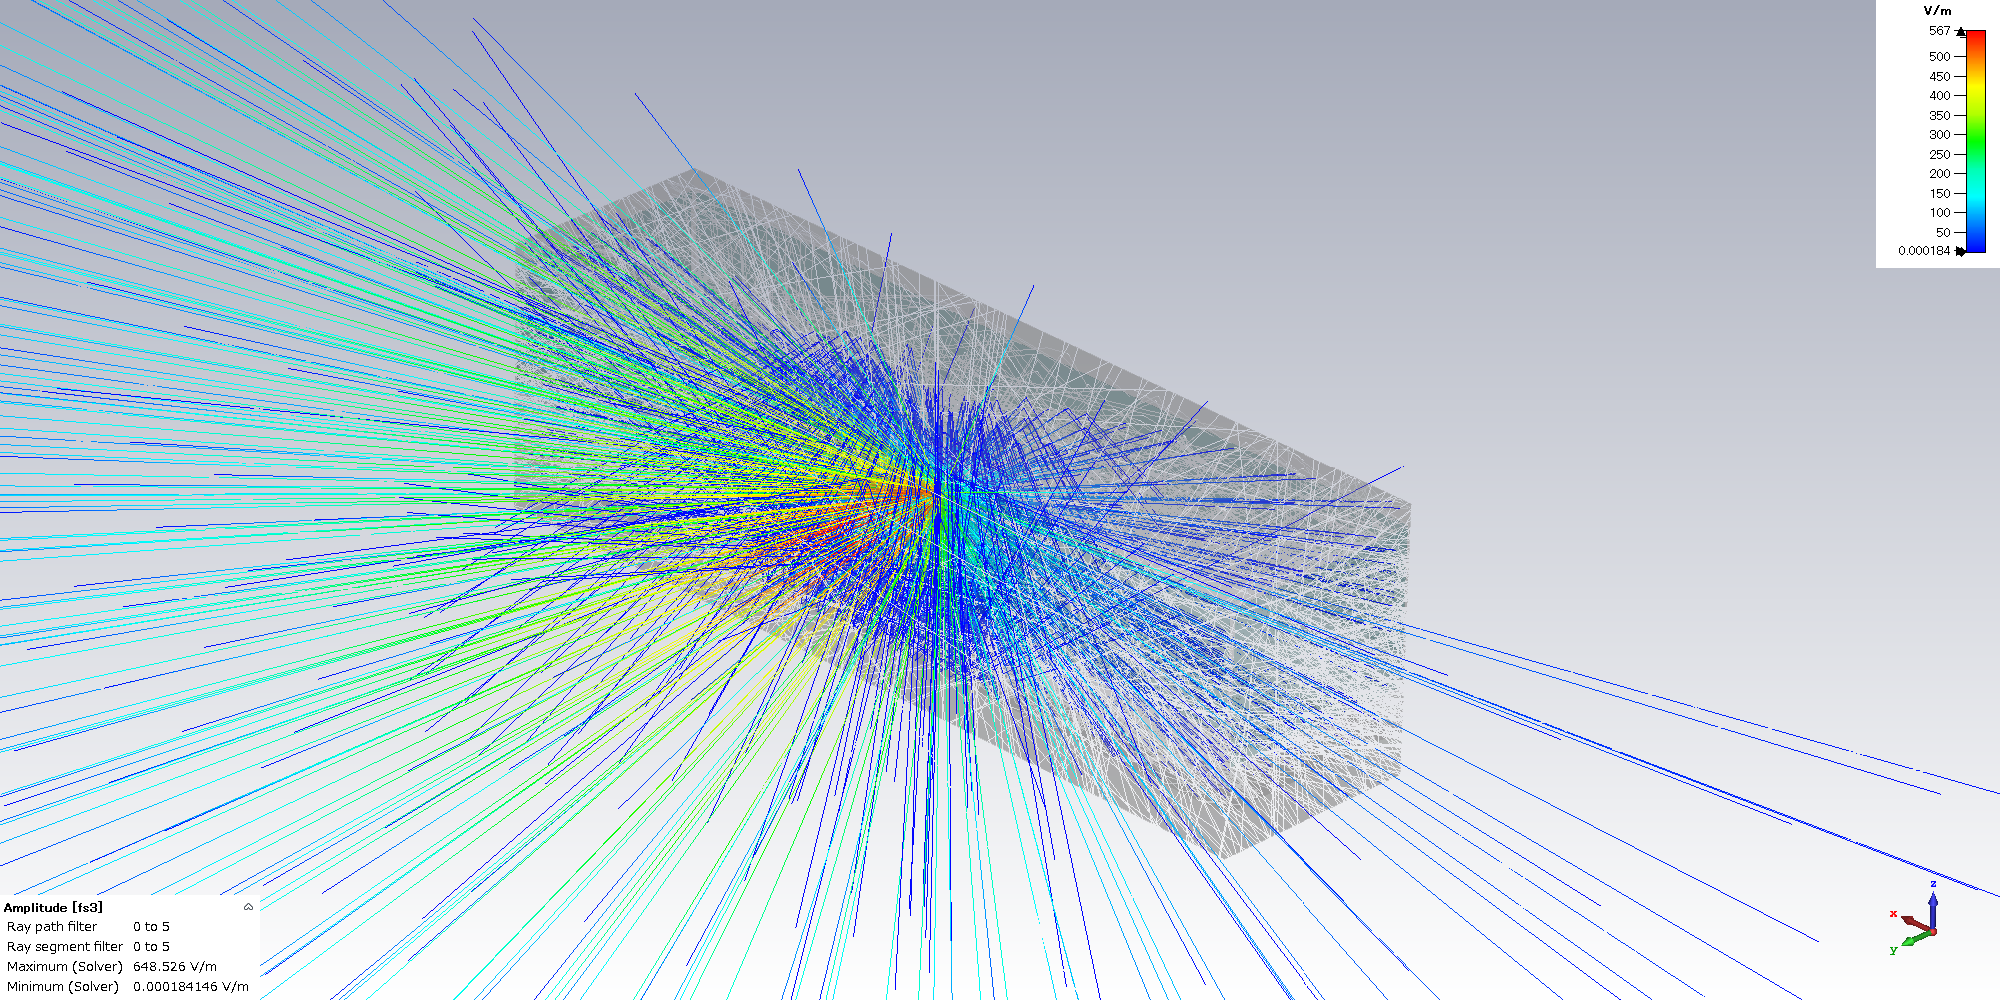 V/m
567
500
450
400
350
300
250
200
150
100
50
0.000184
Amplitude [fs3]
Ray path filter 0 to 5
Ray segment filter 0 to 5
Maximum (Solver) 648.526 V/m
Minimum (Solver) 0.000184146 V/m
z
x
y